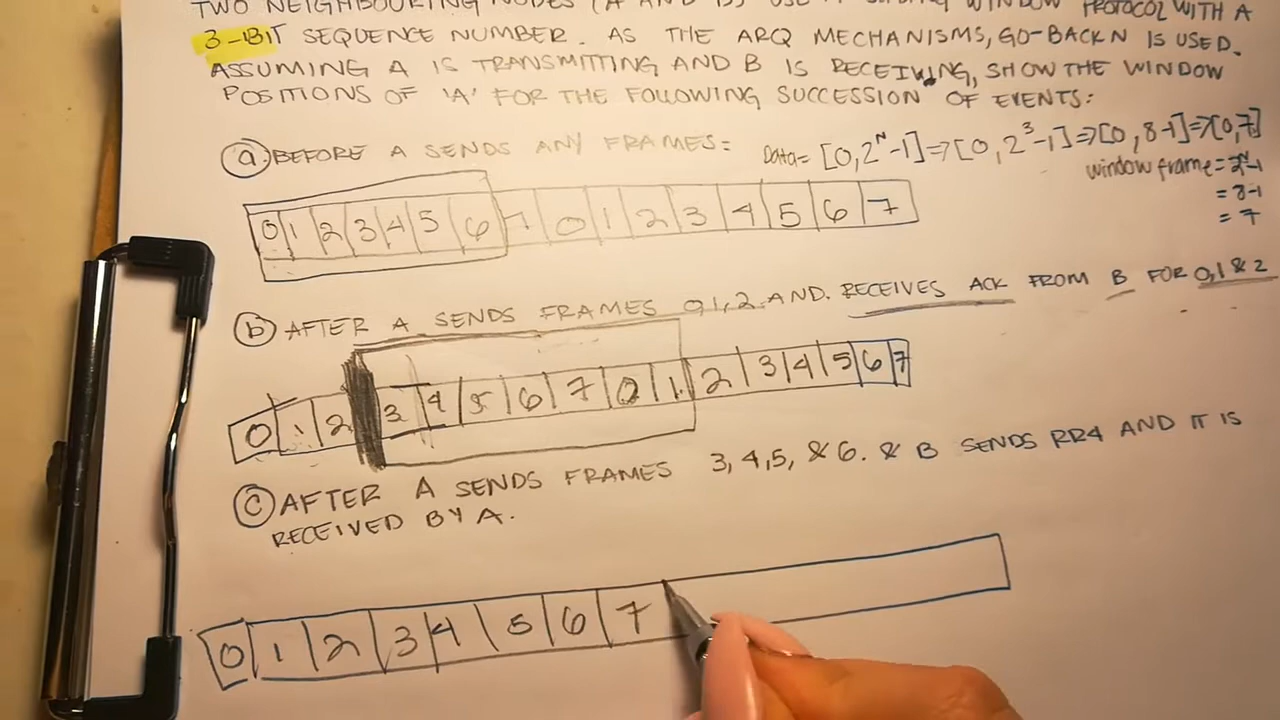 TWO NEIGHBOURING NODES (A AND B) USE A SLIDING WINDOW PROTOCOL WITH A
3-BIT SEQUENCE NUMBER. AS THE ARQ MECHANISMS, GO-BACK N IS USED.
ASSUMING A IS TRANSMITTING AND B IS RECEIVING, SHOW THE WINDOW
POSITIONS OF 'A' FOR THE FOLLOWING SUCCESSION OF EVENTS:
(a) BEFORE A SENDS ANY FRAMES:
Data = [0, 2^N-1] => [0, 2^3-1] => [0, 8-1] => [0,7]
window frame = 2^N-1
= 8-1
= 7
0 1 2 3 4 5 6 7 0 1 2 3 4 5 6 7
(b) AFTER A SENDS FRAMES 0,1,2 AND. RECEIVES ACK FROM B FOR 0,1 & 2
0 1 2 3 4 5 6 7 0 1 2 3 4 5 6 7
(c) AFTER A SENDS FRAMES 3, 4, 5, & 6. & B SENDS RR4 AND IT IS
RECEIVED BY A.
0 1 2 3 4 5 6 7